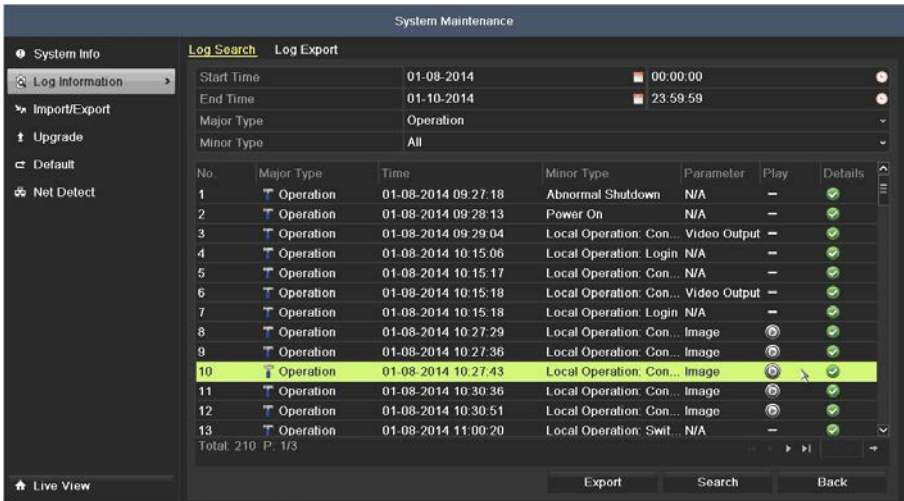 System Maintenance
System Info
Log Information
Import/Export
Upgrade
Default
Net Detect
Live View
Log Search Log Export
Start Time 01-08-2014 00:00:00
End Time 01-10-2014 23:59:59
Major Type Operation
Minor Type All
No. Major Type Time Minor Type Parameter Play Details
1 Operation 01-08-2014 09:27:18 Abnormal Shutdown N/A —
2 Operation 01-08-2014 09:28:13 Power On N/A —
3 Operation 01-08-2014 09:29:04 Local Operation: Con... Video Output —
4 Operation 01-08-2014 10:15:06 Local Operation: Login N/A —
5 Operation 01-08-2014 10:15:17 Local Operation: Con... N/A —
6 Operation 01-08-2014 10:15:18 Local Operation: Con... Video Output —
7 Operation 01-08-2014 10:15:18 Local Operation: Login N/A —
8 Operation 01-08-2014 10:27:29 Local Operation: Con... Image
9 Operation 01-08-2014 10:27:36 Local Operation: Con... Image
10 Operation 01-08-2014 10:27:43 Local Operation: Con... Image
11 Operation 01-08-2014 10:30:36 Local Operation: Con... Image
12 Operation 01-08-2014 10:30:51 Local Operation: Con... Image
13 Operation 01-08-2014 11:00:20 Local Operation: Swit... N/A —
Total: 210 P: 1/3
Export Search Back